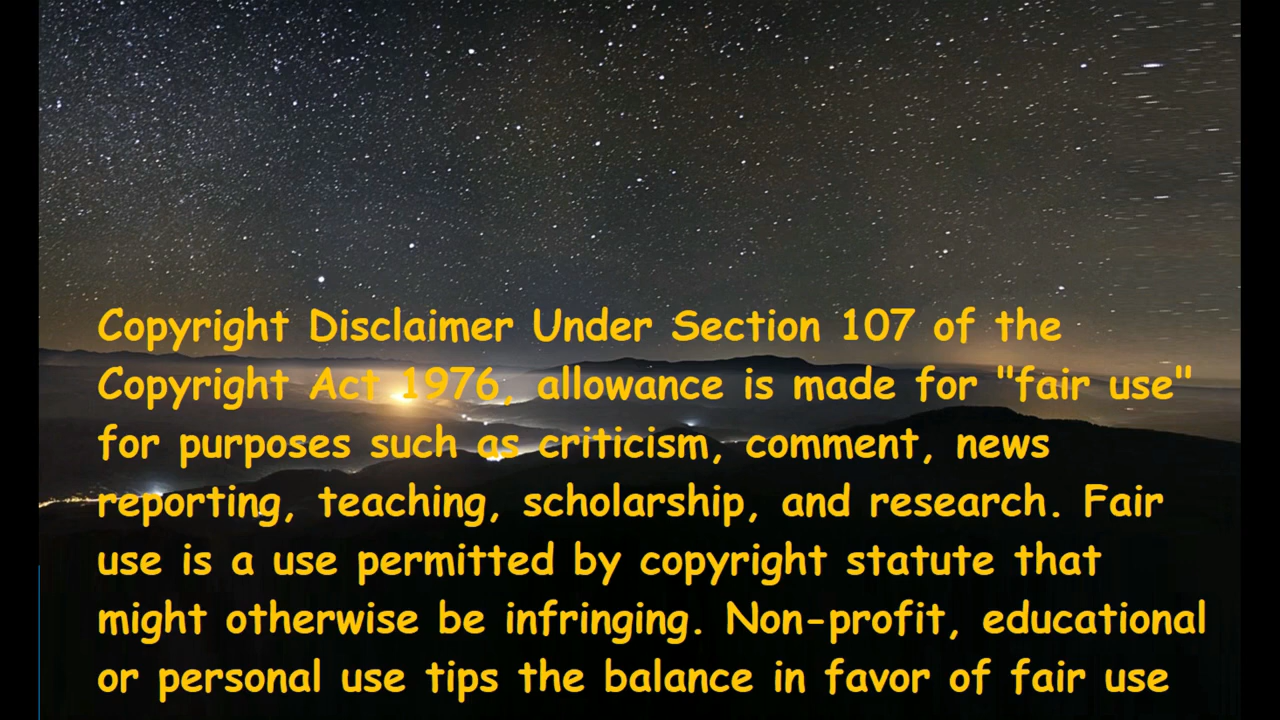 Copyright Disclaimer Under Section 107 of the
Copyright Act 1976, allowance is made for "fair use"
for purposes such as criticism, comment, news
reporting, teaching, scholarship, and research. Fair
use is a use permitted by copyright statute that
might otherwise be infringing. Non-profit, educational
or personal use tips the balance in favor of fair use